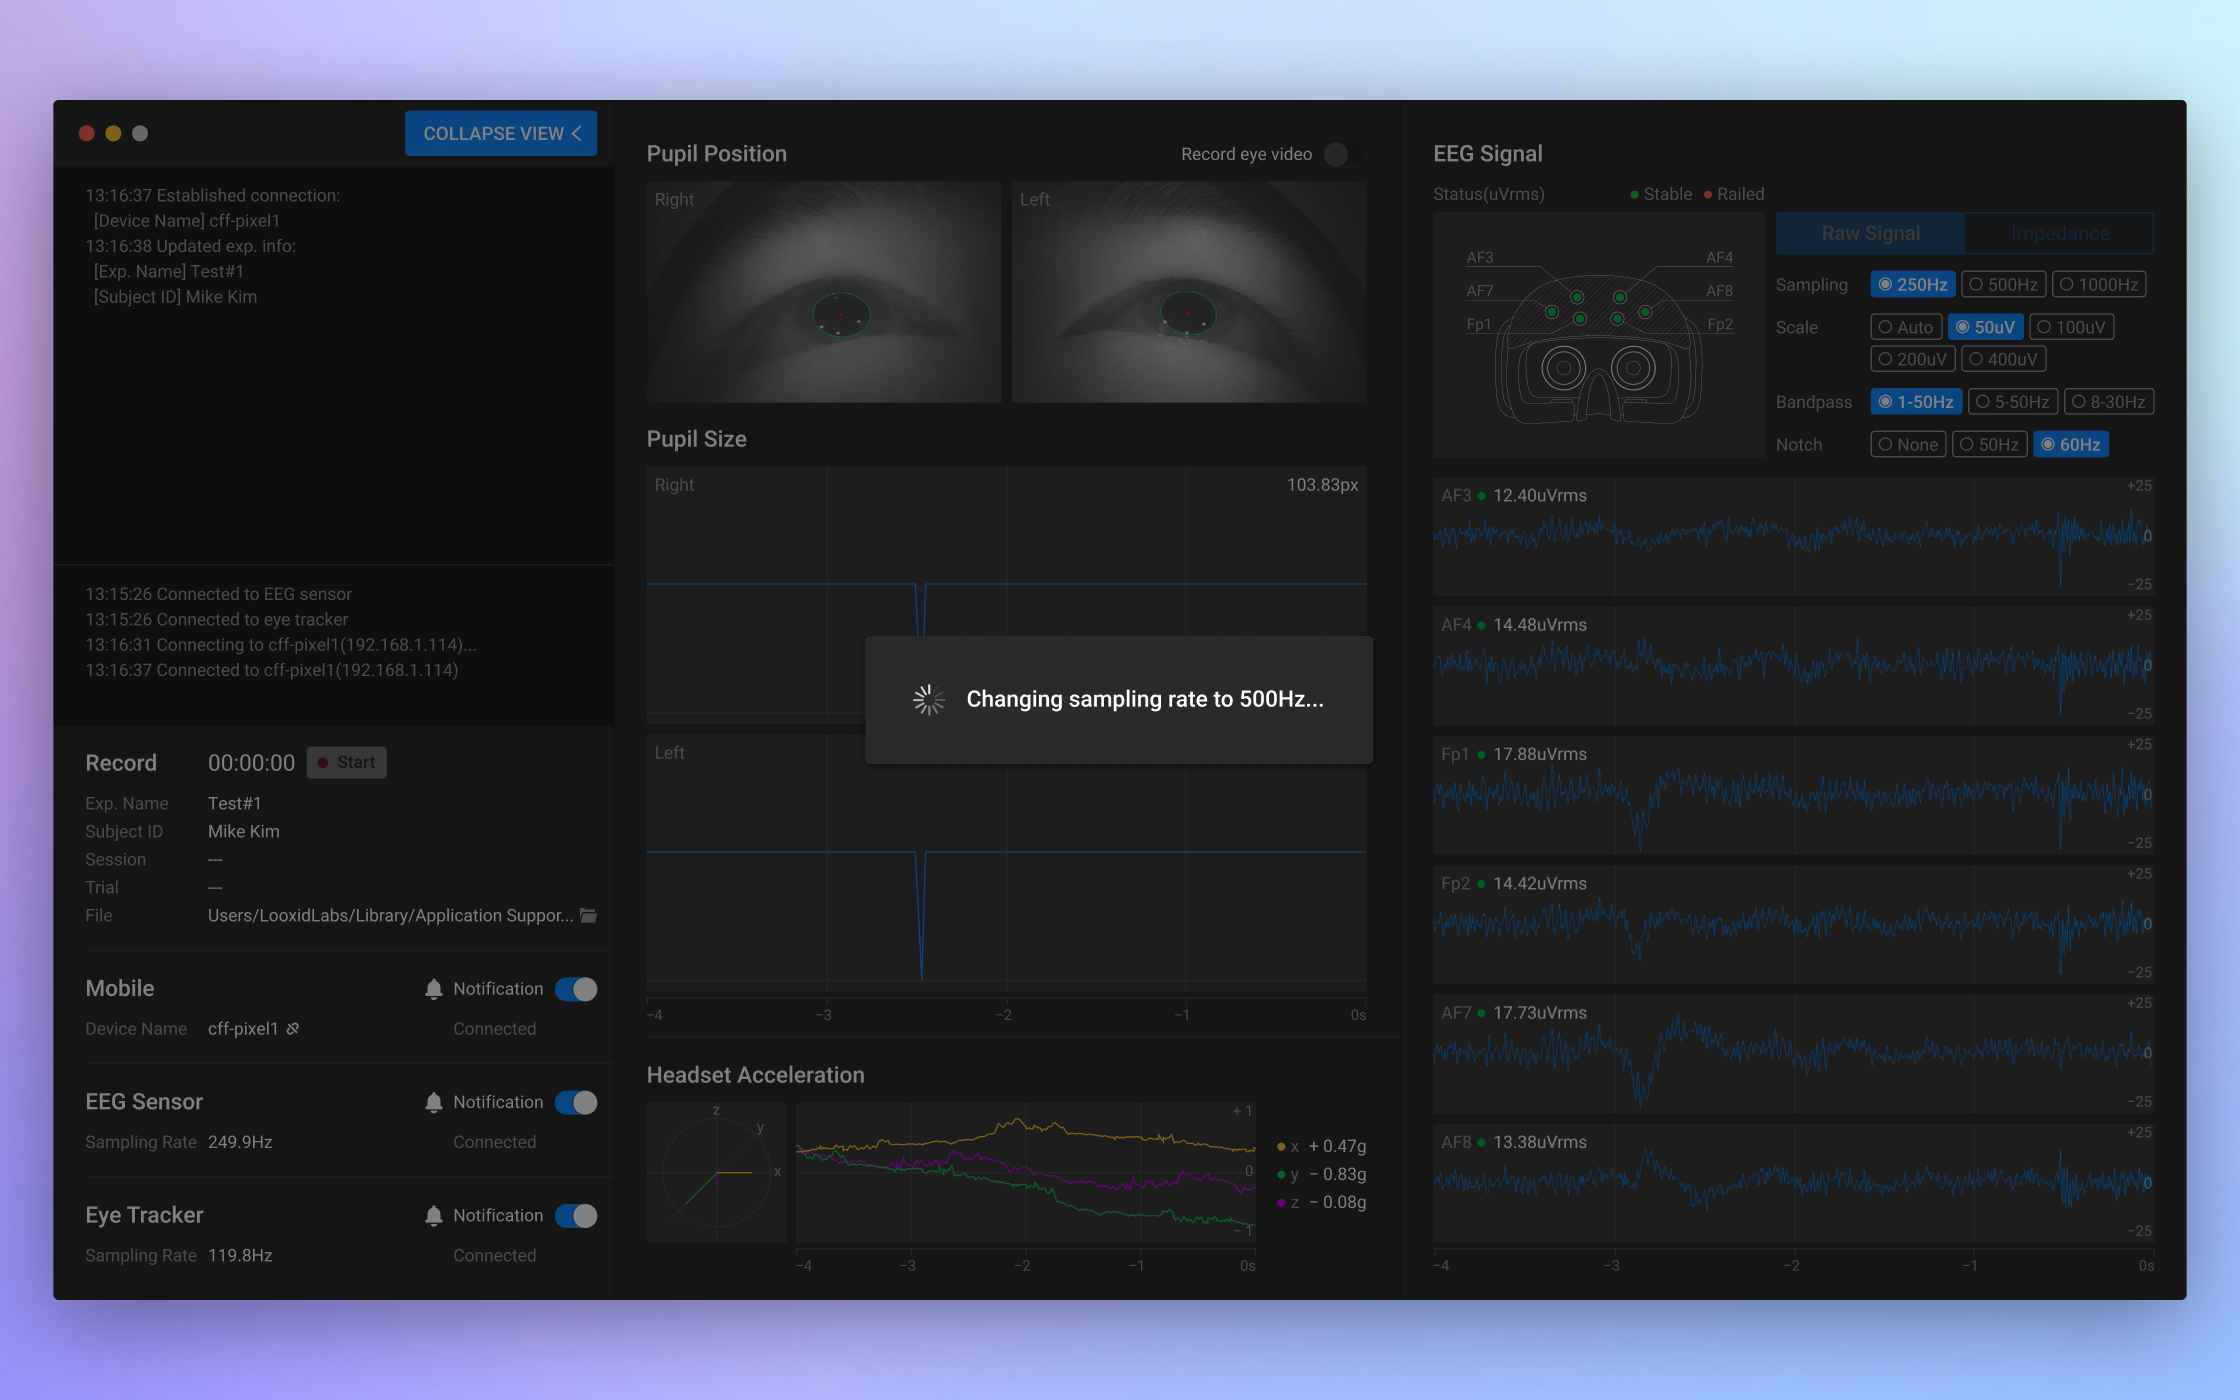 COLLAPSE VIEW
13:16:37 Established connection:
[Device Name] cff-pixel1
13:16:38 Updated exp. info:
[Exp. Name] Test#1
[Subject ID] Mike Kim
13:15:26 Connected to EEG sensor
13:15:26 Connected to eye tracker
13:16:31 Connecting to cff-pixel1(192.168.1.114)...
13:16:37 Connected to cff-pixel1(192.168.1.114)
Record 00:00:00 Start
Exp. Name Test#1
Subject ID Mike Kim
Session ---
Trial ---
File Users/LooxidLabs/Library/Application Suppor...
Mobile Notification
Device Name cff-pixel1 Connected
EEG Sensor Notification
Sampling Rate 249.9Hz Connected
Eye Tracker Notification
Sampling Rate 119.8Hz Connected
Pupil Position Record eye video
Right Left
Pupil Size
Right 103.83px
Changing sampling rate to 500Hz...
Left
−4 −3 −2 −1 0s
Headset Acceleration
z
y
x
+ 1
0
− 1
x + 0.47g
y − 0.83g
z − 0.08g
−4 −3 −2 −1 0s
EEG Signal
Status(uVrms) Stable Railed
AF3 AF4
AF7 AF8
Fp1 Fp2
Raw Signal Impedance
Sampling 250Hz 500Hz 1000Hz
Scale Auto 50uV 100uV
200uV 400uV
Bandpass 1-50Hz 5-50Hz 8-30Hz
Notch None 50Hz 60Hz
AF3 12.40uVrms +25
0
−25
AF4 14.48uVrms +25
0
−25
Fp1 17.88uVrms +25
0
−25
Fp2 14.42uVrms +25
0
−25
AF7 17.73uVrms +25
0
−25
AF8 13.38uVrms +25
0
−25
−4 −3 −2 −1 0s